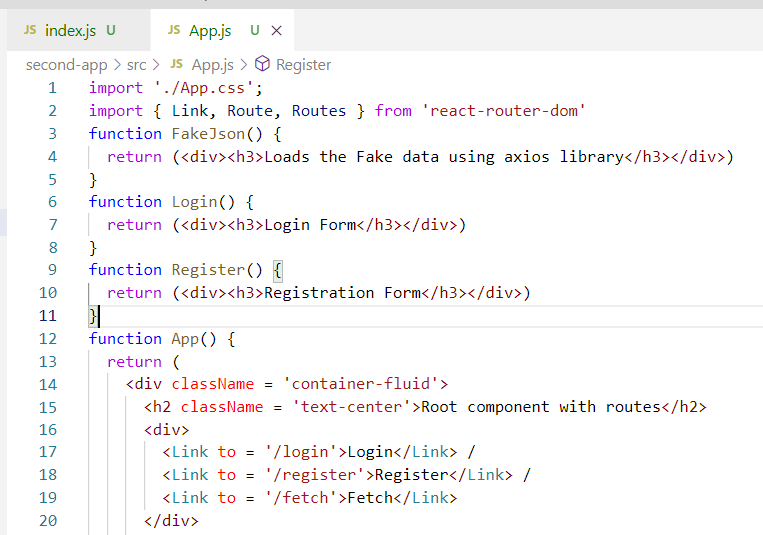 JS index.js U JS App.js U ×
second-app > src > JS App.js > Register
1 import './App.css';
2 import { Link, Route, Routes } from 'react-router-dom'
3 function FakeJson() {
4 return (<div><h3>Loads the Fake data using axios library</h3></div>)
5 }
6 function Login() {
7 return (<div><h3>Login Form</h3></div>)
8 }
9 function Register() {
10 return (<div><h3>Registration Form</h3></div>)
11 }
12 function App() {
13 return (
14 <div className = 'container-fluid'>
15 <h2 className = 'text-center'>Root component with routes</h2>
16 <div>
17 <Link to = '/login'>Login</Link> /
18 <Link to = '/register'>Register</Link> /
19 <Link to = '/fetch'>Fetch</Link>
20 </div>